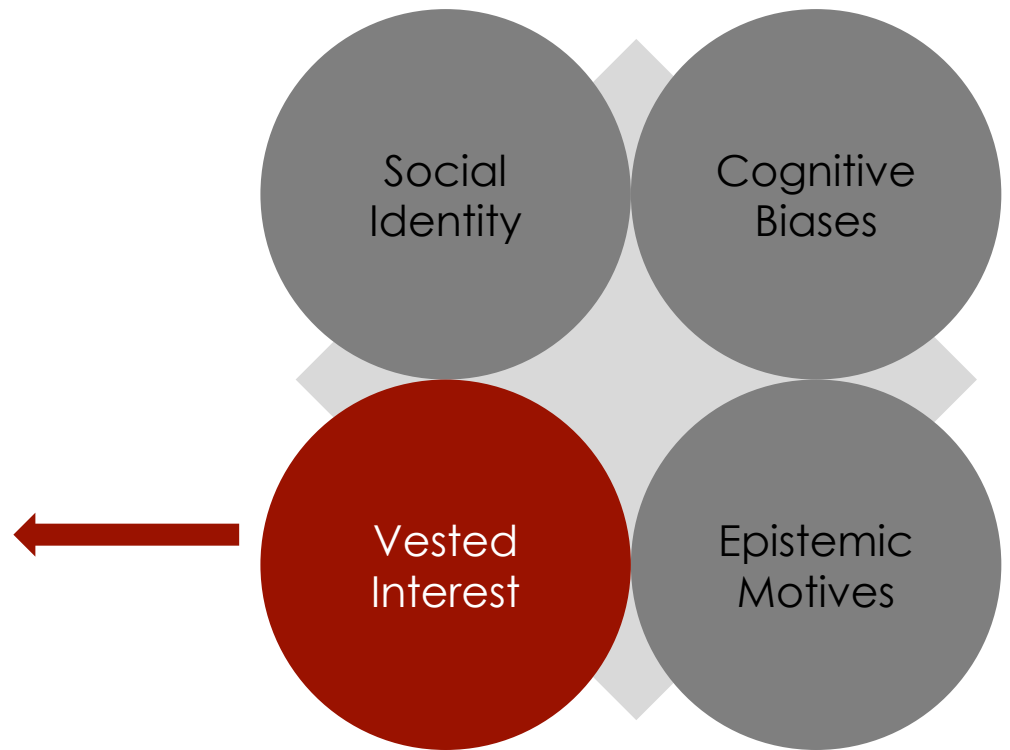 Social
Identity
Cognitive
Biases
Vested
Interest
Epistemic
Motives